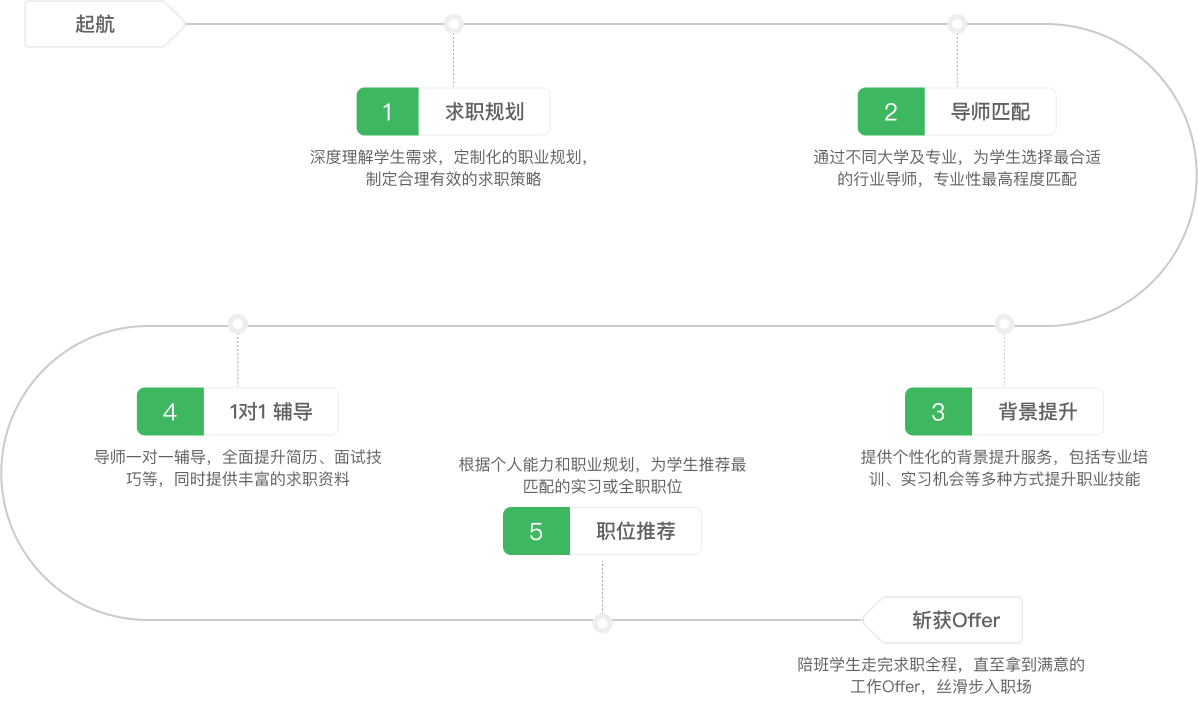 起航
1
求职规划
深度理解学生需求，定制化的职业规划，
制定合理有效的求职策略
2
导师匹配
通过不同大学及专业，为学生选择最合适
的行业导师，专业性最高程度匹配
3
背景提升
提供个性化的背景提升服务，包括专业培
训、实习机会等多种方式提升职业技能
4
1对1 辅导
导师一对一辅导，全面提升简历、面试技
巧等，同时提供丰富的求职资料
根据个人能力和职业规划，为学生推荐最
匹配的实习或全职职位
5
职位推荐
斩获Offer
陪班学生走完求职全程，直至拿到满意的
工作Offer，丝滑步入职场